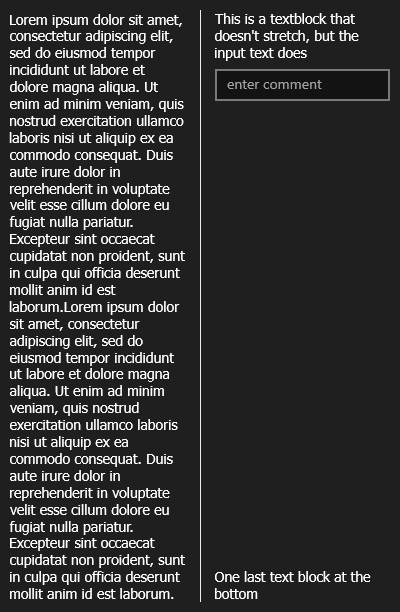 Lorem ipsum dolor sit amet,
consectetur adipiscing elit,
sed do eiusmod tempor
incididunt ut labore et
dolore magna aliqua. Ut
enim ad minim veniam, quis
nostrud exercitation ullamco
laboris nisi ut aliquip ex ea
commodo consequat. Duis
aute irure dolor in
reprehenderit in voluptate
velit esse cillum dolore eu
fugiat nulla pariatur.
Excepteur sint occaecat
cupidatat non proident, sunt
in culpa qui officia deserunt
mollit anim id est
laborum.Lorem ipsum dolor
sit amet, consectetur
adipiscing elit, sed do
eiusmod tempor incididunt
ut labore et dolore magna
aliqua. Ut enim ad minim
veniam, quis nostrud
exercitation ullamco laboris
nisi ut aliquip ex ea
commodo consequat. Duis
aute irure dolor in
reprehenderit in voluptate
velit esse cillum dolore eu
fugiat nulla pariatur.
Excepteur sint occaecat
cupidatat non proident, sunt
in culpa qui officia deserunt
mollit anim id est laborum.
This is a textblock that
doesn't stretch, but the
input text does
enter comment
One last text block at the
bottom